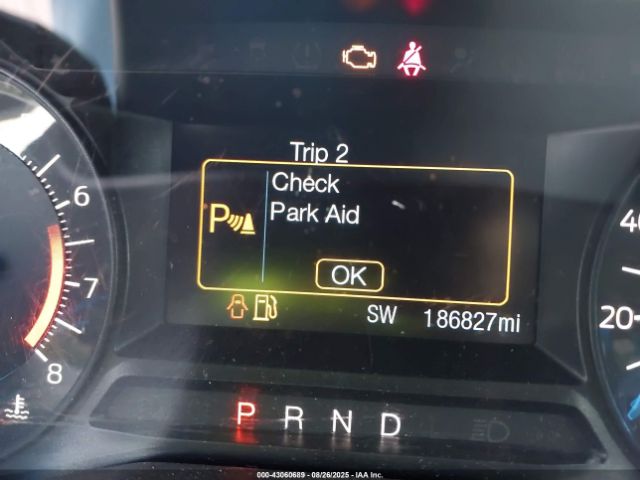 Trip 2
Check
Park Aid
P
OK
SW 186827mi
6
7
8
40
20
P R N D
000-43060689 - 08/26/2025 - IAA Inc.